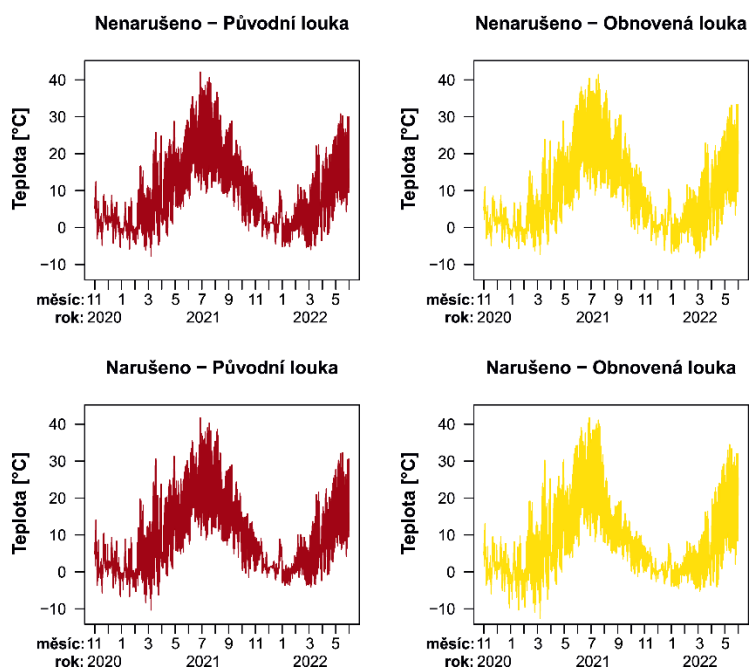 Nenarušeno – Původní louka
Nenarušeno – Obnovená louka
Teplota [°C]
40
30
20
10
0
−10
měsíc: 11 1 3 5 7 9 11 1 3 5
rok: 2020 2021 2022
Teplota [°C]
40
30
20
10
0
−10
měsíc: 11 1 3 5 7 9 11 1 3 5
rok: 2020 2021 2022
Narušeno – Původní louka
Narušeno – Obnovená louka
Teplota [°C]
40
30
20
10
0
−10
měsíc: 11 1 3 5 7 9 11 1 3 5
rok: 2020 2021 2022
Teplota [°C]
40
30
20
10
0
−10
měsíc: 11 1 3 5 7 9 11 1 3 5
rok: 2020 2021 2022